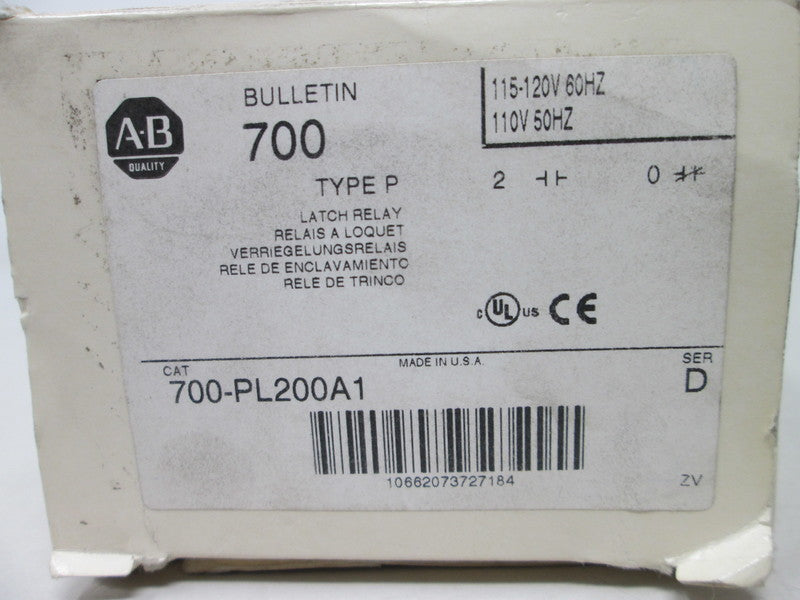 A-B
QUALITY
BULLETIN
700
TYPE P
115-120V 60HZ
110V 50HZ
2
0
LATCH RELAY
RELAIS A LOQUET
VERRIEGELUNGSRELAIS
RELE DE ENCLAVAMIENTO
RELE DE TRINCO
C UL US CE
MADE IN U.S.A.
CAT
700-PL200A1
SER
D
10662073727184
ZV